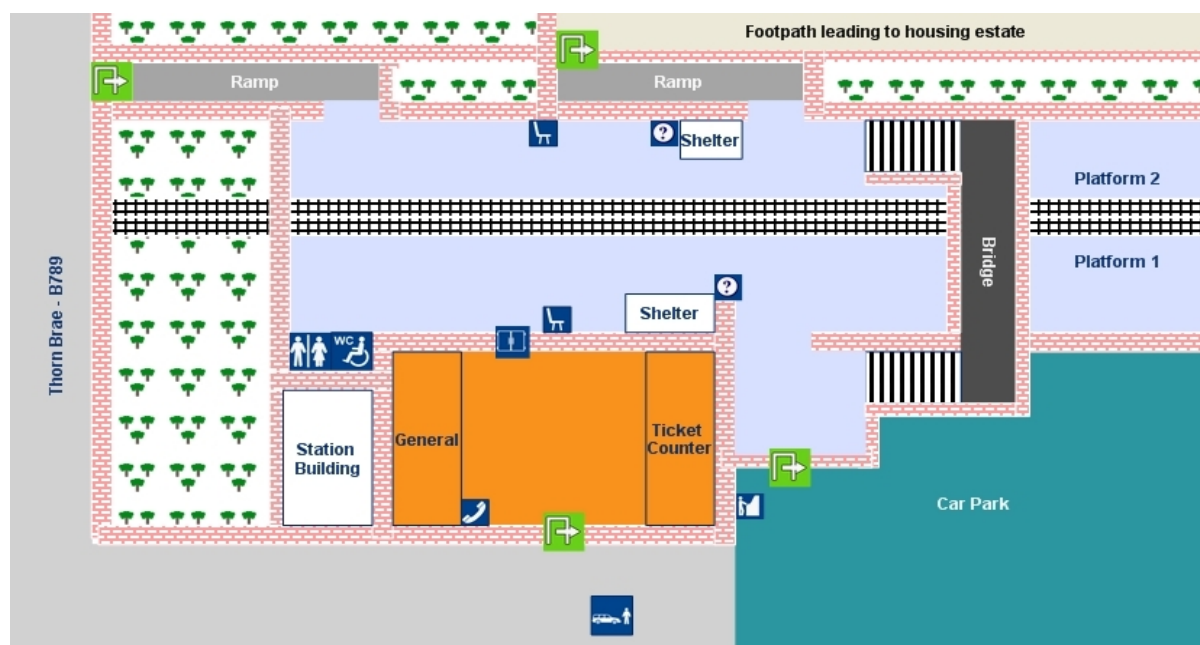 Footpath leading to housing estate
Ramp
Ramp
?
Shelter
Platform 2
Thorn Brae - B789
Bridge
Platform 1
?
Shelter
WC
General
Ticket
Counter
Station
Building
Car Park